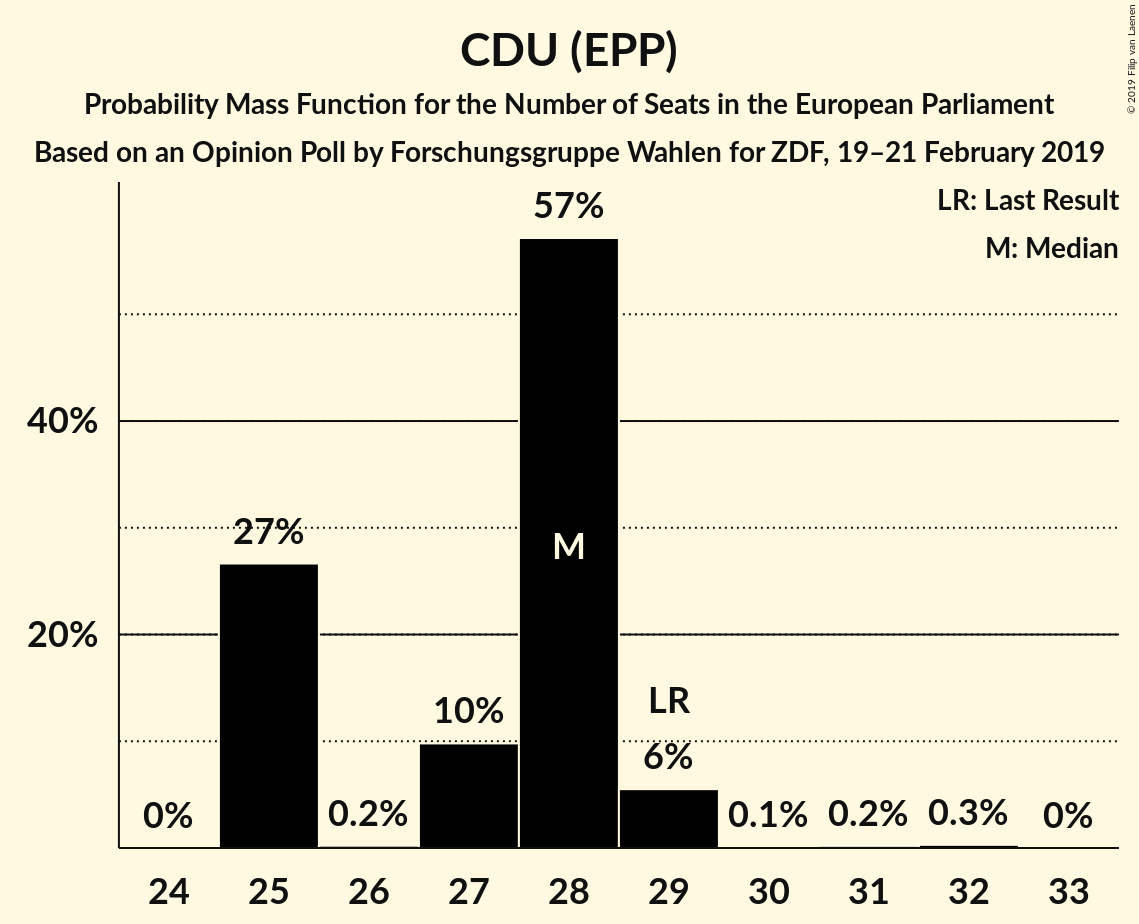 CDU (EPP)
Probability Mass Function for the Number of Seats in the European Parliament
Based on an Opinion Poll by Forschungsgruppe Wahlen for ZDF, 19–21 February 2019
© 2019 Filip van Laenen
LR: Last Result
M: Median
57%
40%
27%
M
20%
LR
10%
6%
0%
0.2%
0.1%
0.2%
0.3%
0%
24 25 26 27 28 29 30 31 32 33